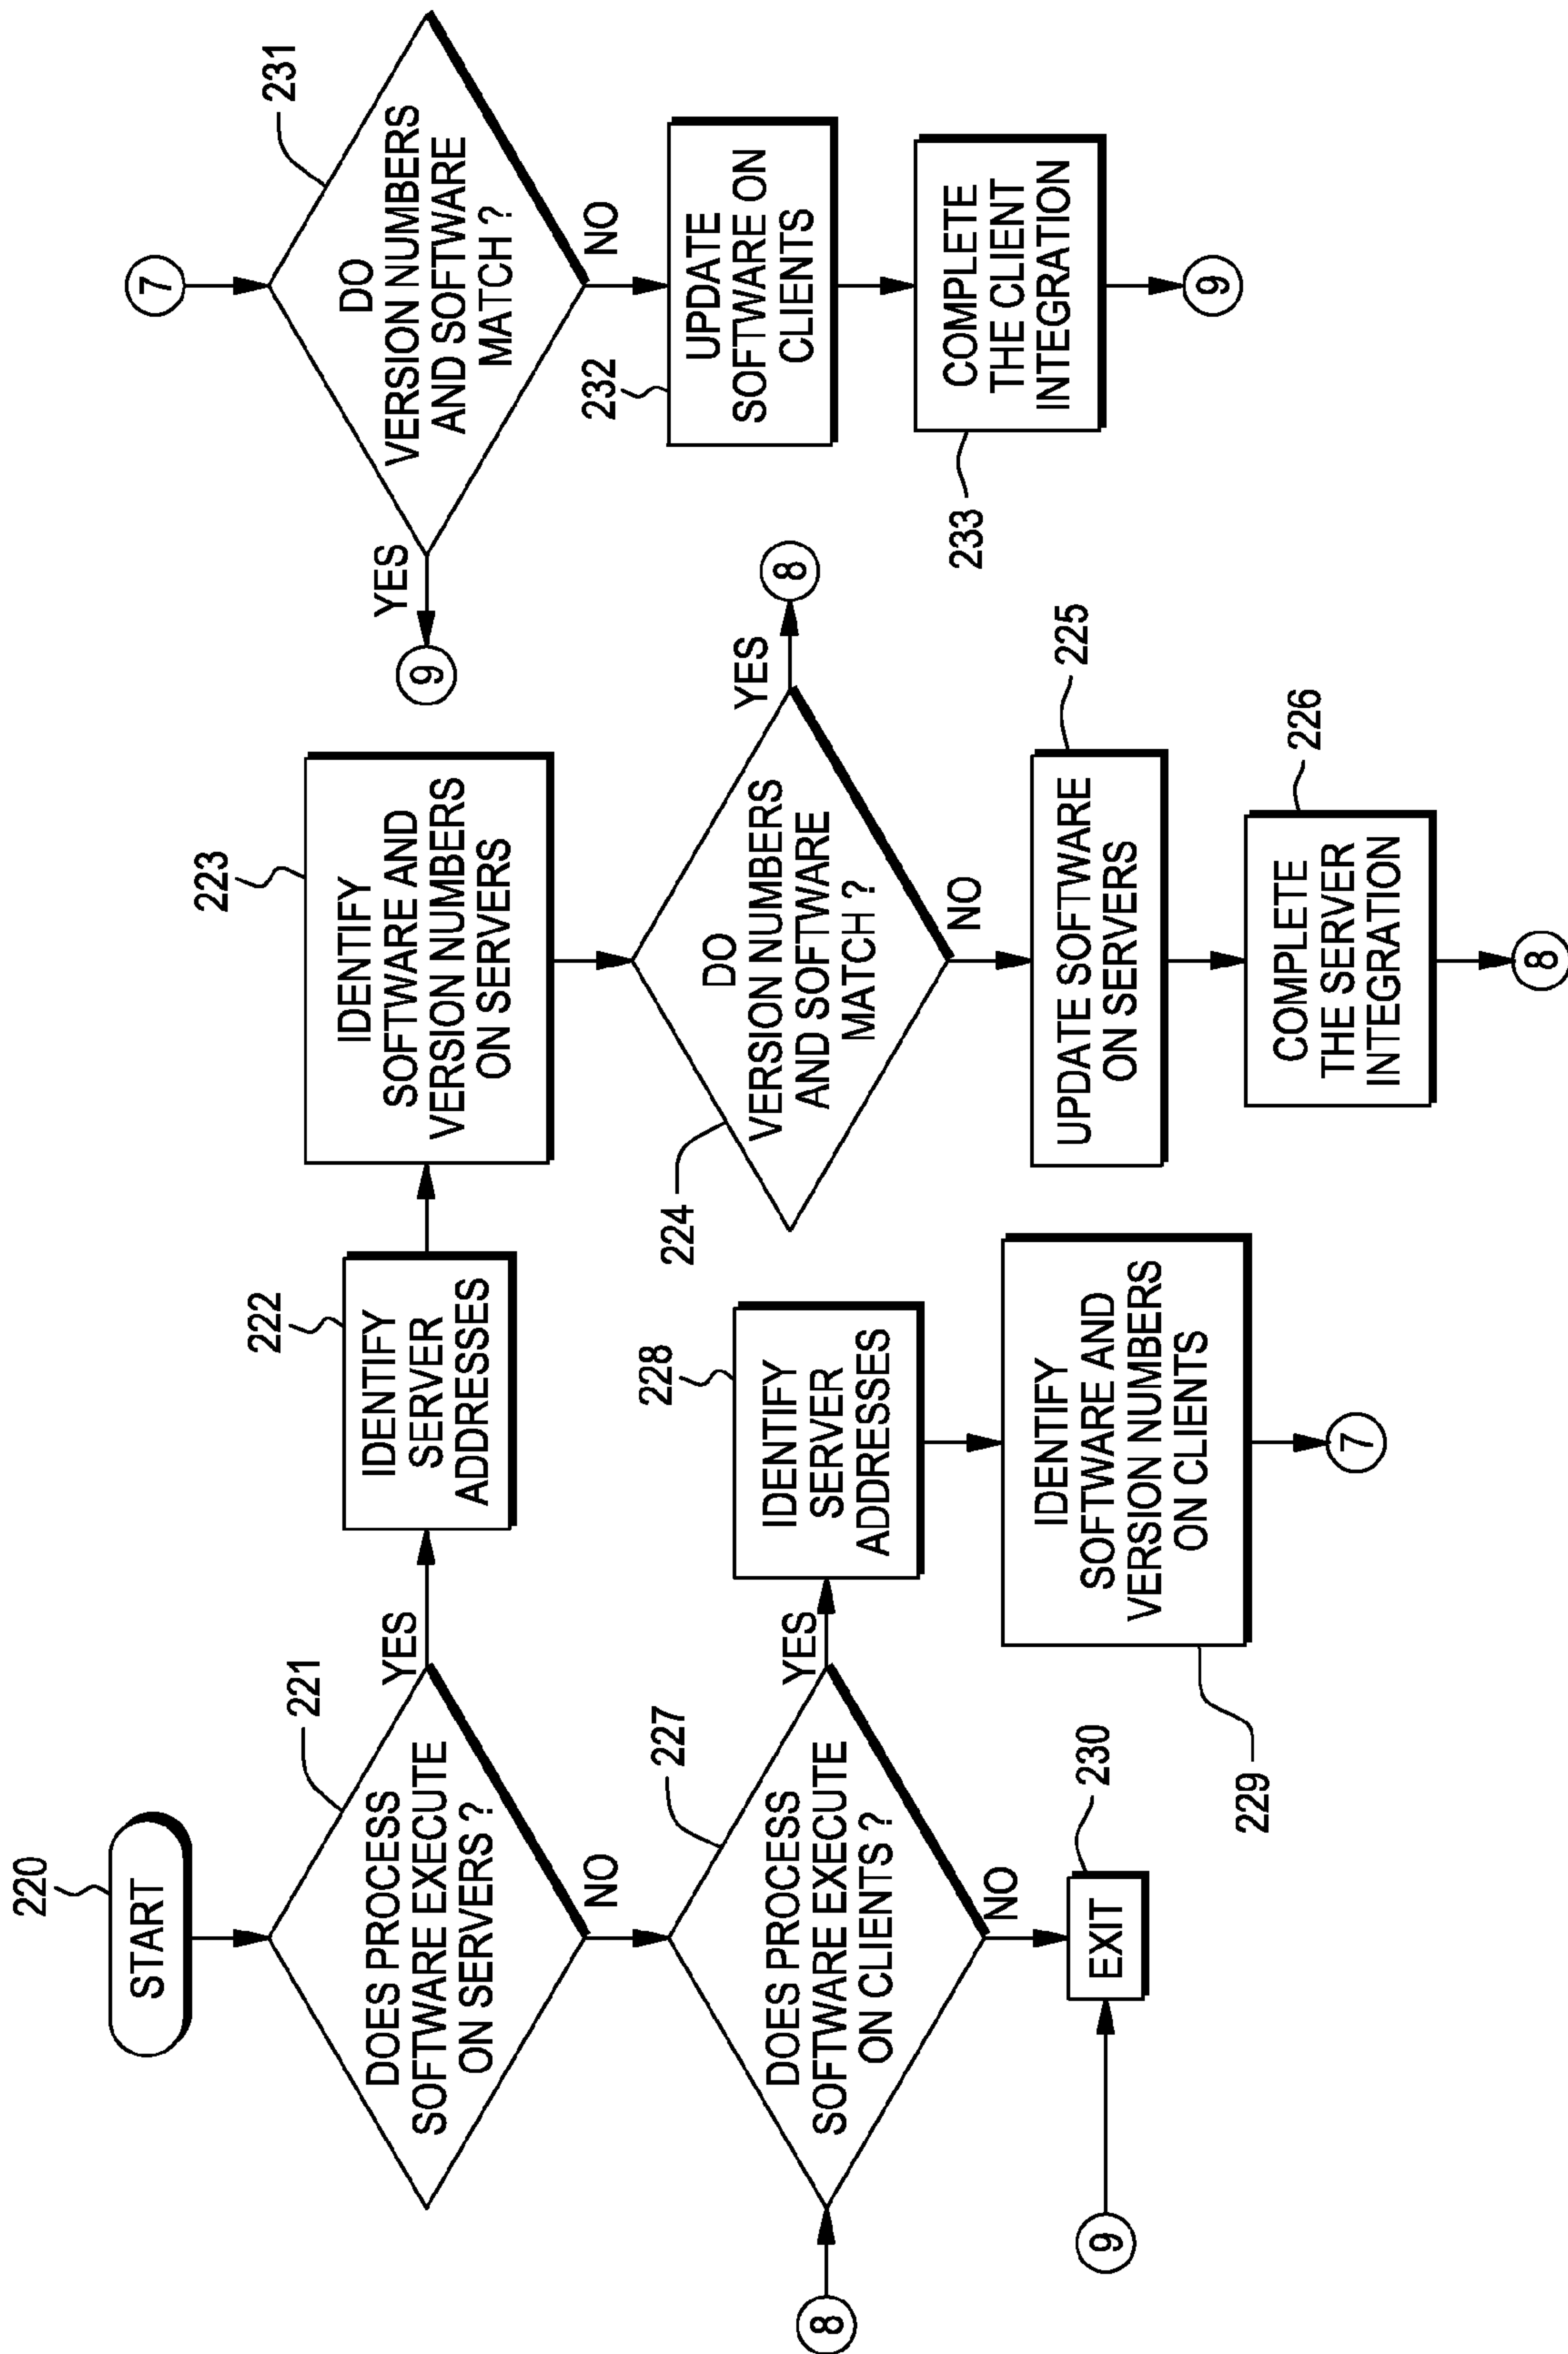 220
START
221
DOES PROCESS
SOFTWARE EXECUTE
ON SERVERS ?
YES
NO
222
IDENTIFY
SERVER
ADDRESSES
223
IDENTIFY
SOFTWARE AND
VERSION NUMBERS
ON SERVERS
224
DO
VERSION NUMBERS
AND SOFTWARE
MATCH ?
YES
8
NO
225
UPDATE SOFTWARE
ON SERVERS
226
COMPLETE
THE SERVER
INTEGRATION
8
8
227
DOES PROCESS
SOFTWARE EXECUTE
ON CLIENTS ?
YES
NO
228
IDENTIFY
SERVER
ADDRESSES
229
IDENTIFY
SOFTWARE AND
VERSION NUMBERS
ON CLIENTS
7
9
230
EXIT
7
231
DO
VERSION NUMBERS
AND SOFTWARE
MATCH ?
YES
9
NO
232
UPDATE
SOFTWARE ON
CLIENTS
233
COMPLETE
THE CLIENT
INTEGRATION
9